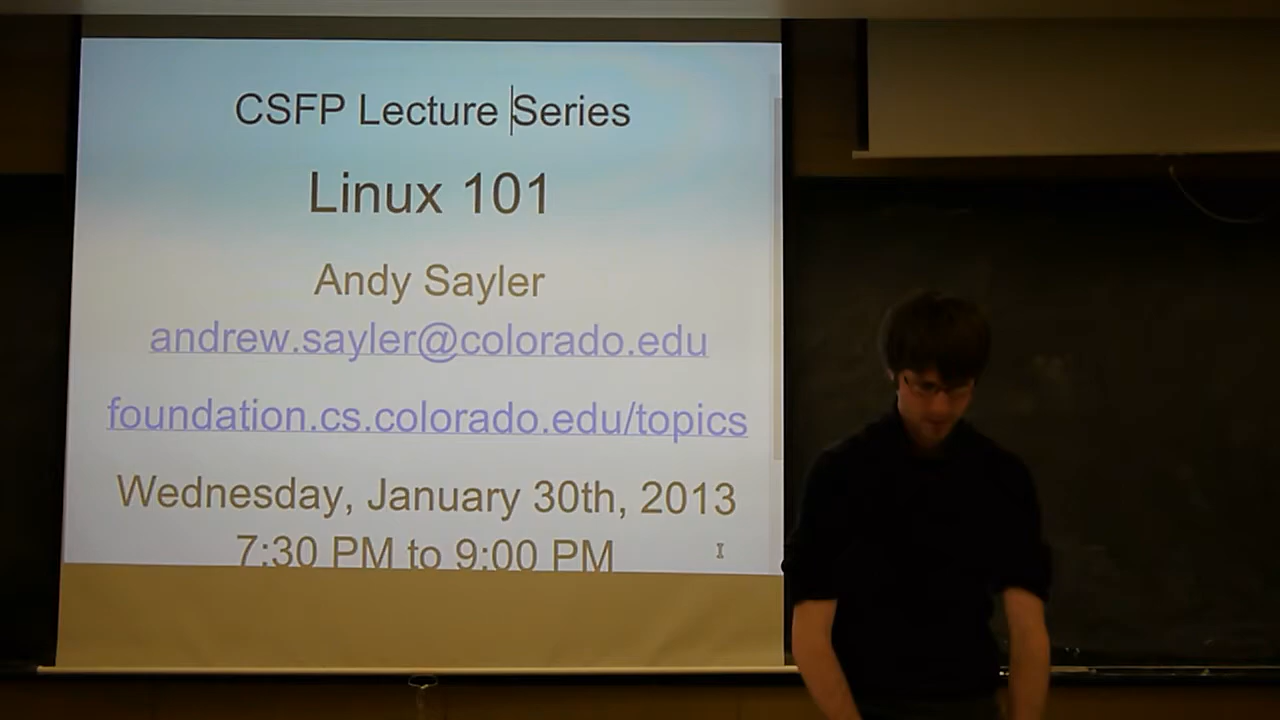 CSFP Lecture Series
Linux 101
Andy Sayler
andrew.sayler@colorado.edu
foundation.cs.colorado.edu/topics
Wednesday, January 30th, 2013
7:30 PM to 9:00 PM